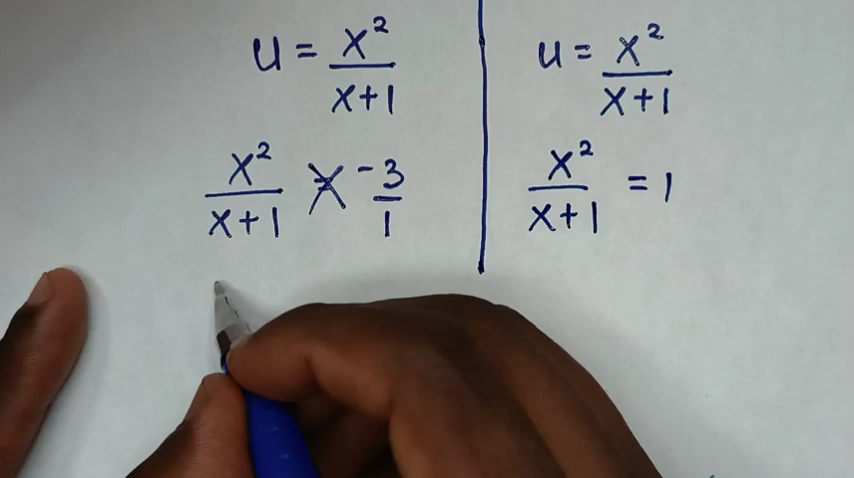 u = x²/(x+1)
x²/(x+1) = -3/1
u = x²/(x+1)
x²/(x+1) = 1